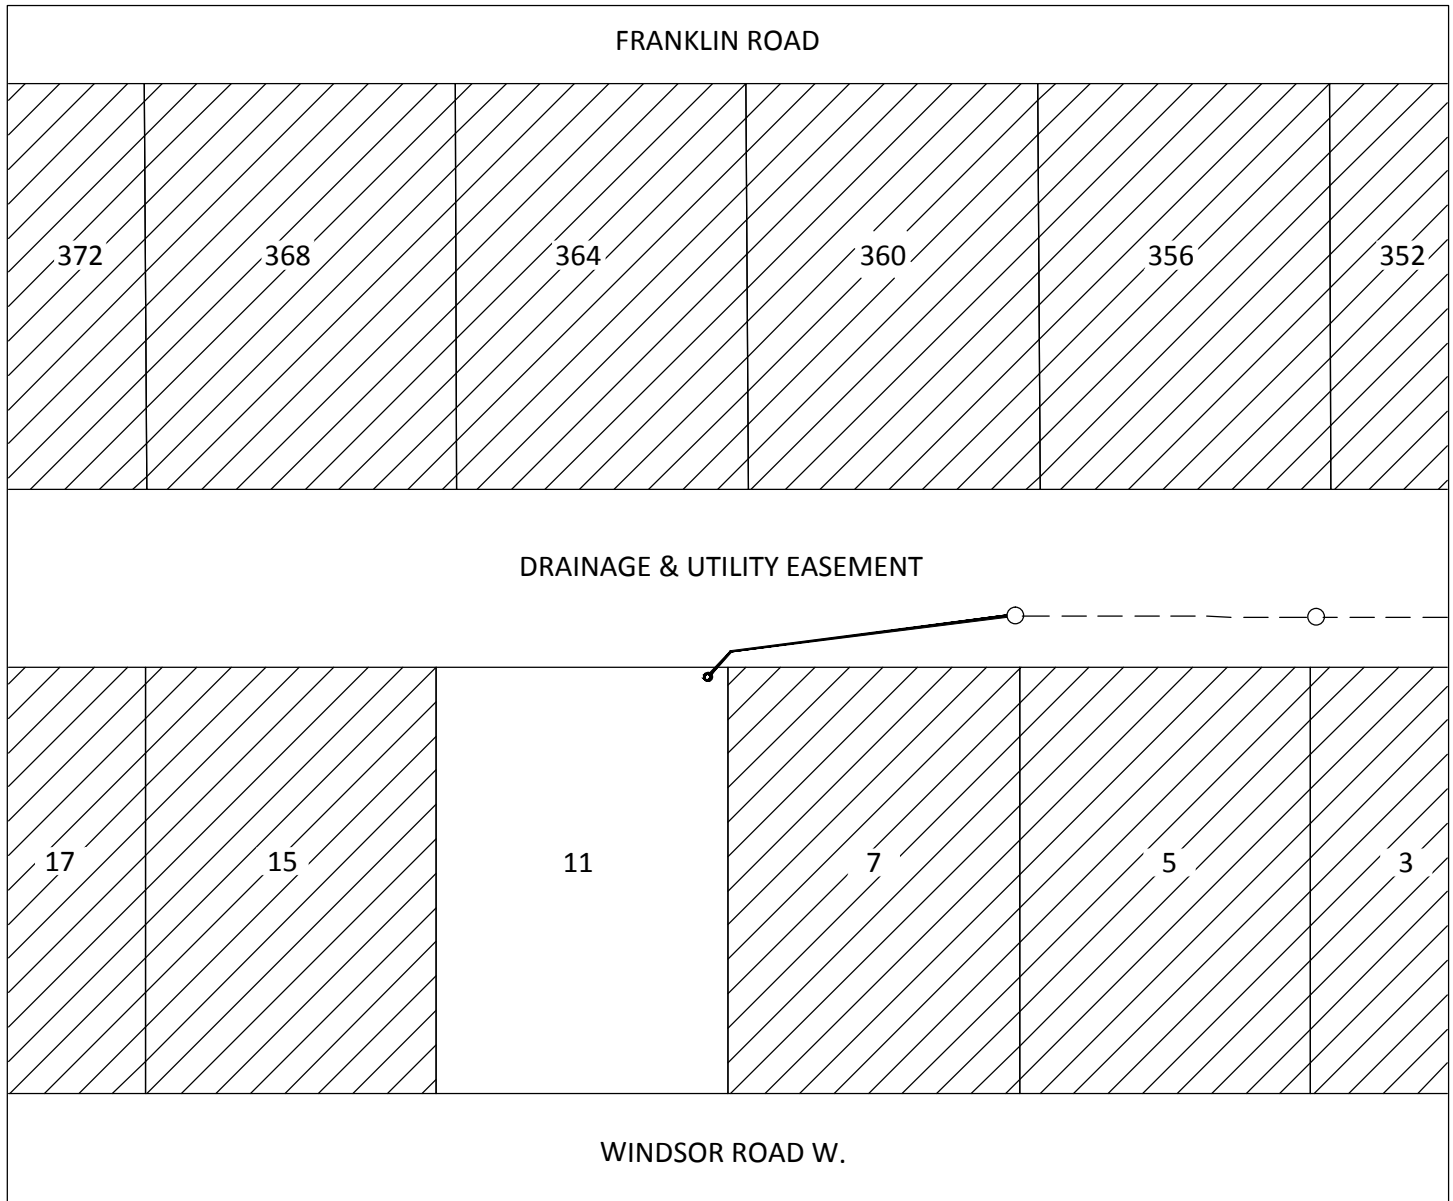 FRANKLIN ROAD
372 368 364 360 356 352
DRAINAGE & UTILITY EASEMENT
17 15 11 7 5 3
WINDSOR ROAD W.